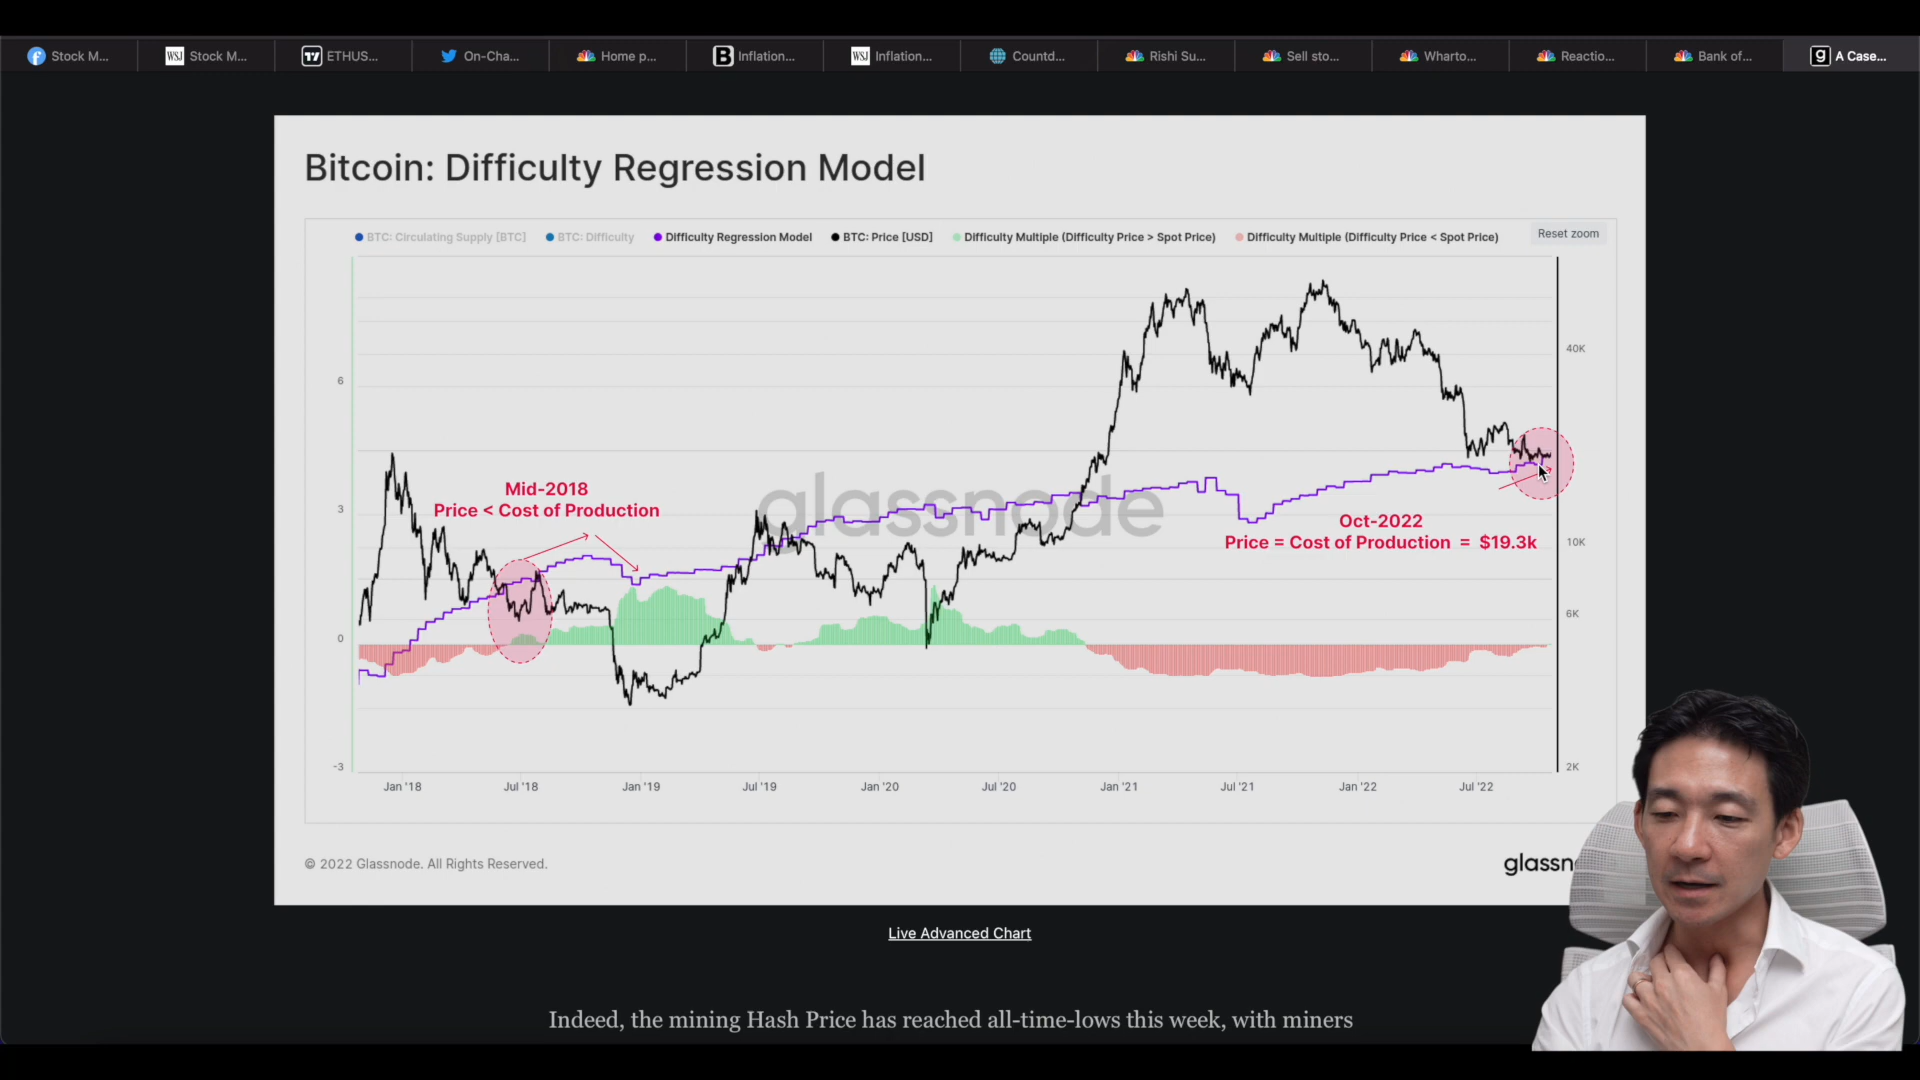 Stock M...
Stock M...
ETHUS...
On-Cha...
Home p...
Inflation...
Inflation...
Countd...
Rishi Su...
Sell sto...
Wharto...
Reactio...
Bank of...
A Case...
Bitcoin: Difficulty Regression Model
BTC: Circulating Supply [BTC]
BTC: Difficulty
Difficulty Regression Model
BTC: Price [USD]
Difficulty Multiple (Difficulty Price > Spot Price)
Difficulty Multiple (Difficulty Price < Spot Price)
Reset zoom
6
3
0
-3
40K
10K
6K
2K
glassnode
Mid-2018
Price < Cost of Production
Oct-2022
Price = Cost of Production = $19.3k
Jan '18
Jul '18
Jan '19
Jul '19
Jan '20
Jul '20
Jan '21
Jul '21
Jan '22
Jul '22
© 2022 Glassnode. All Rights Reserved.
glassn
Live Advanced Chart
Indeed, the mining Hash Price has reached all-time-lows this week, with miners